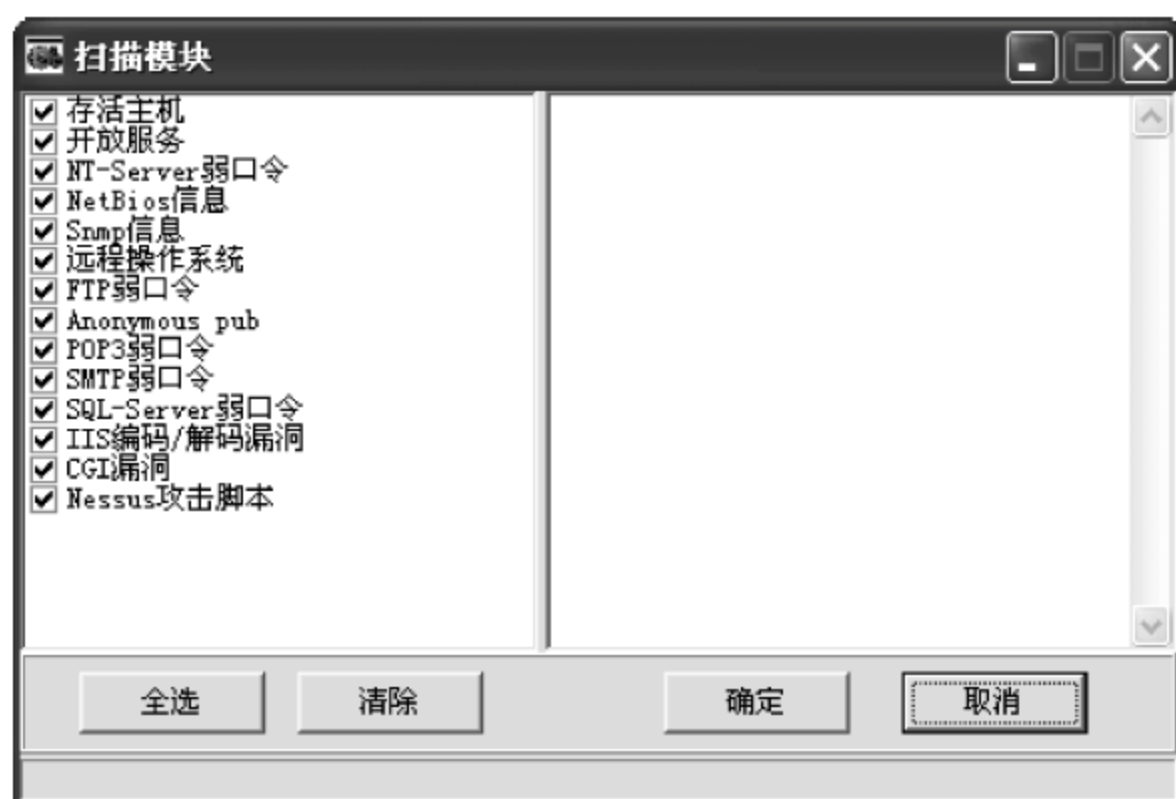 扫描模块
存活主机
开放服务
NT-Server弱口令
NetBios信息
Snmp信息
远程操作系统
FTP弱口令
Anonymous pub
POP3弱口令
SMTP弱口令
SQL-Server弱口令
IIS编码/解码漏洞
CGI漏洞
Nessus攻击脚本
全选 清除 确定 取消